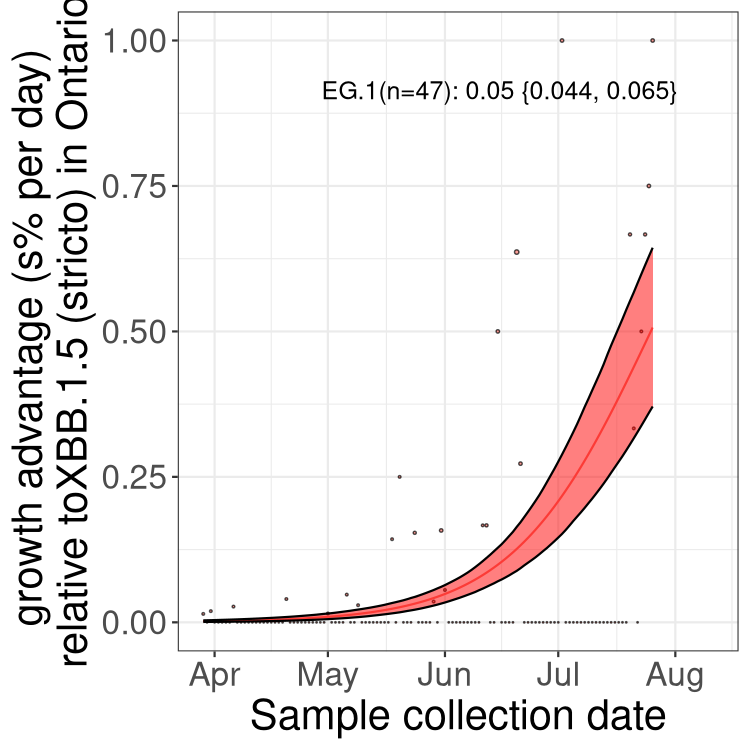 growth advantage (s% per day)
relative toXBB.1.5 (stricto) in Ontario
1.00
0.75
0.50
0.25
0.00
EG.1(n=47): 0.05 {0.044, 0.065}
Apr May Jun Jul Aug
Sample collection date